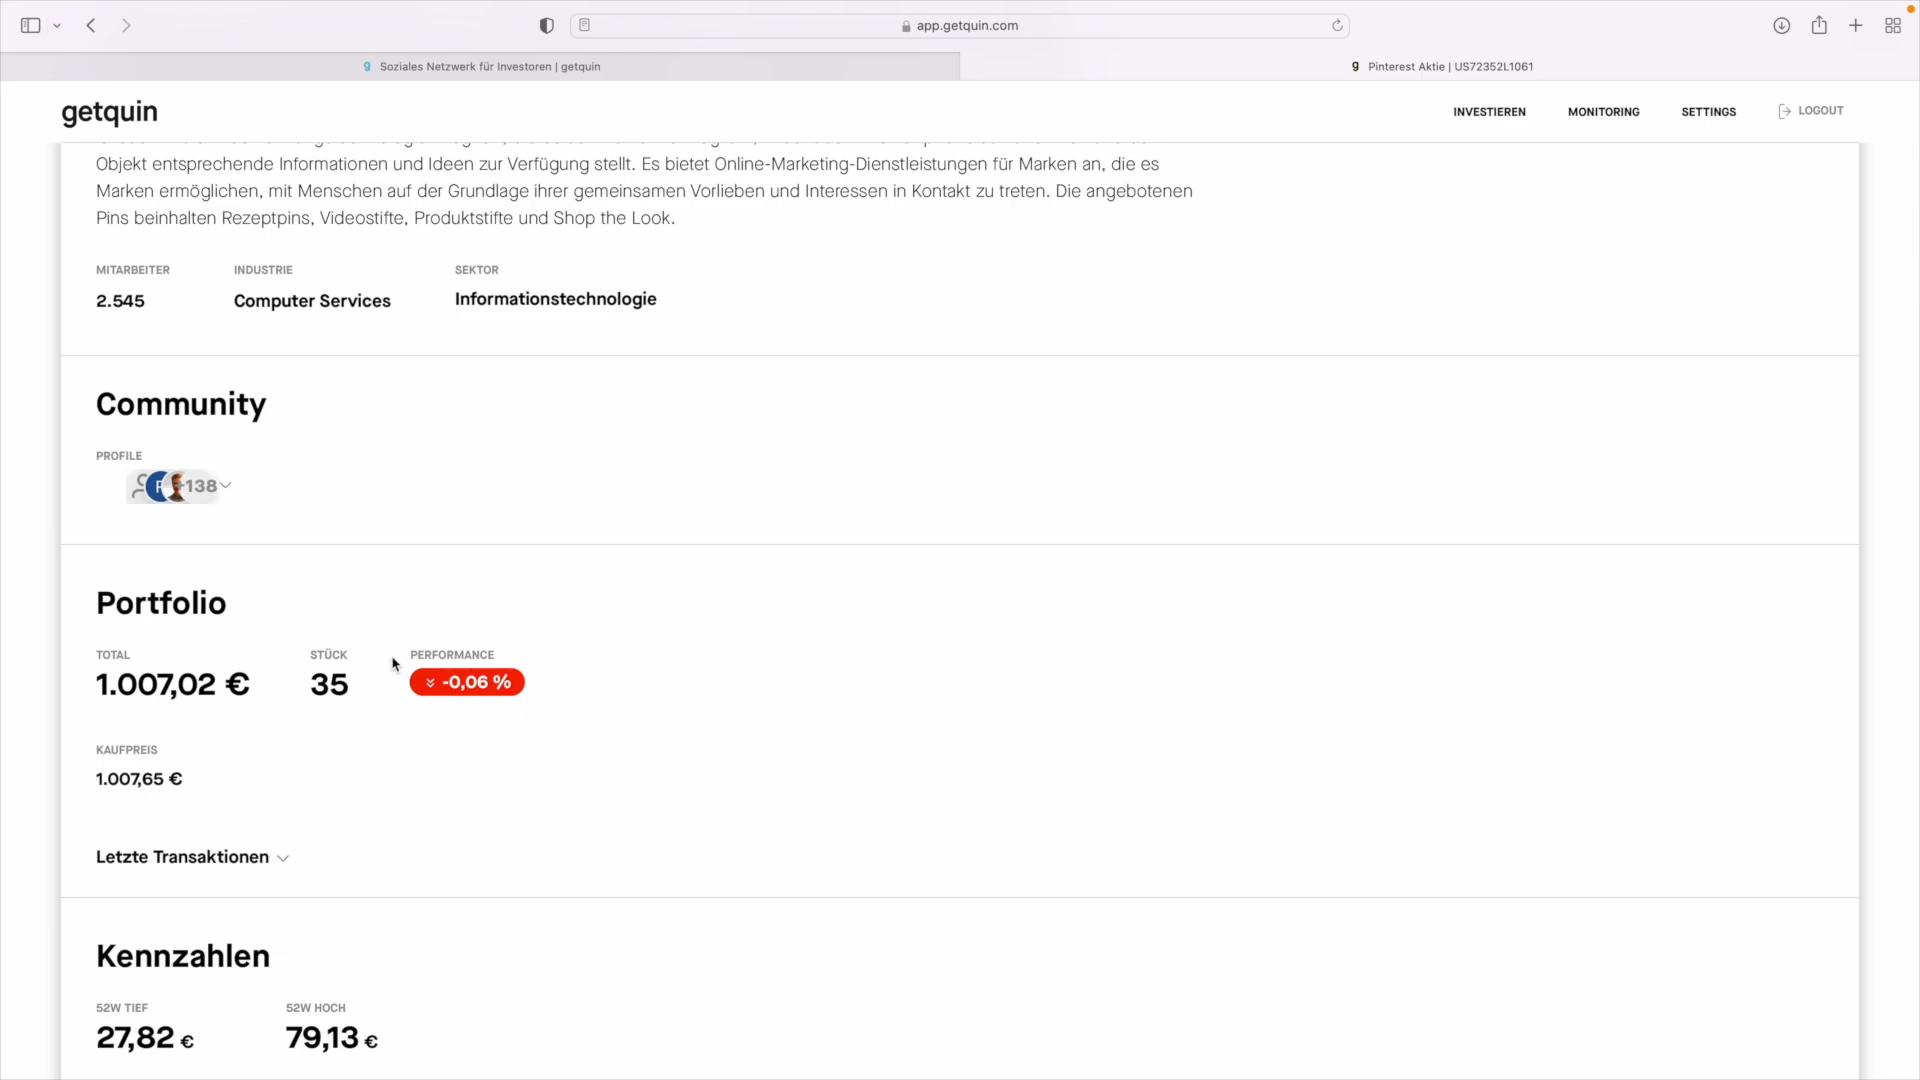 app.getquin.com
g Soziales Netzwerk für Investoren | getquin
g Pinterest Aktie | US72352L1061
getquin
INVESTIEREN
MONITORING
SETTINGS
LOGOUT
Objekt entsprechende Informationen und Ideen zur Verfügung stellt. Es bietet Online-Marketing-Dienstleistungen für Marken an, die es
Marken ermöglichen, mit Menschen auf der Grundlage ihrer gemeinsamen Vorlieben und Interessen in Kontakt zu treten. Die angebotenen
Pins beinhalten Rezeptpins, Videostifte, Produktstifte und Shop the Look.
MITARBEITER
INDUSTRIE
SEKTOR
2.545
Computer Services
Informationstechnologie
Community
PROFILE
+138
Portfolio
TOTAL
STÜCK
PERFORMANCE
1.007,02 €
35
-0,06 %
KAUFPREIS
1.007,65 €
Letzte Transaktionen
Kennzahlen
52W TIEF
52W HOCH
27,82 €
79,13 €